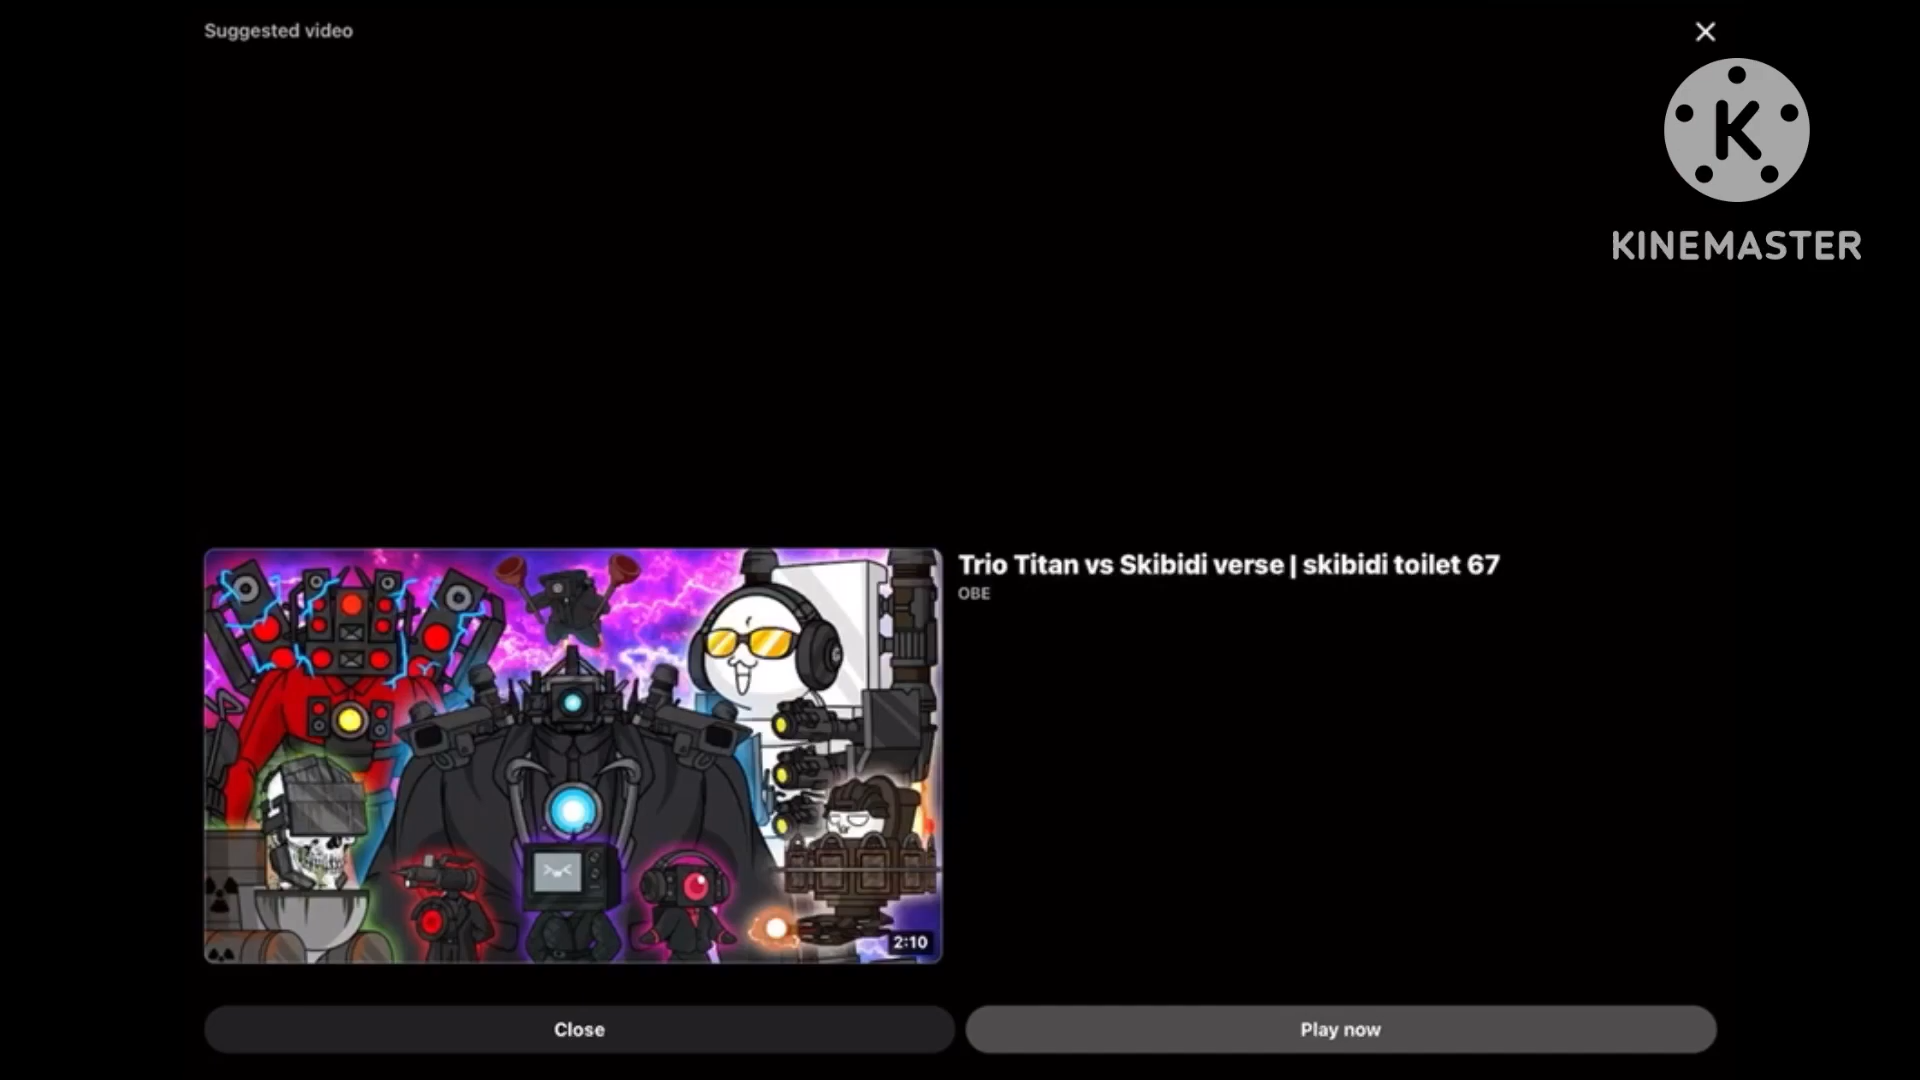 Suggested video
K
KINEMASTER
Trio Titan vs Skibidi verse | skibidi toilet 67
OBE
2:10
Close
Play now